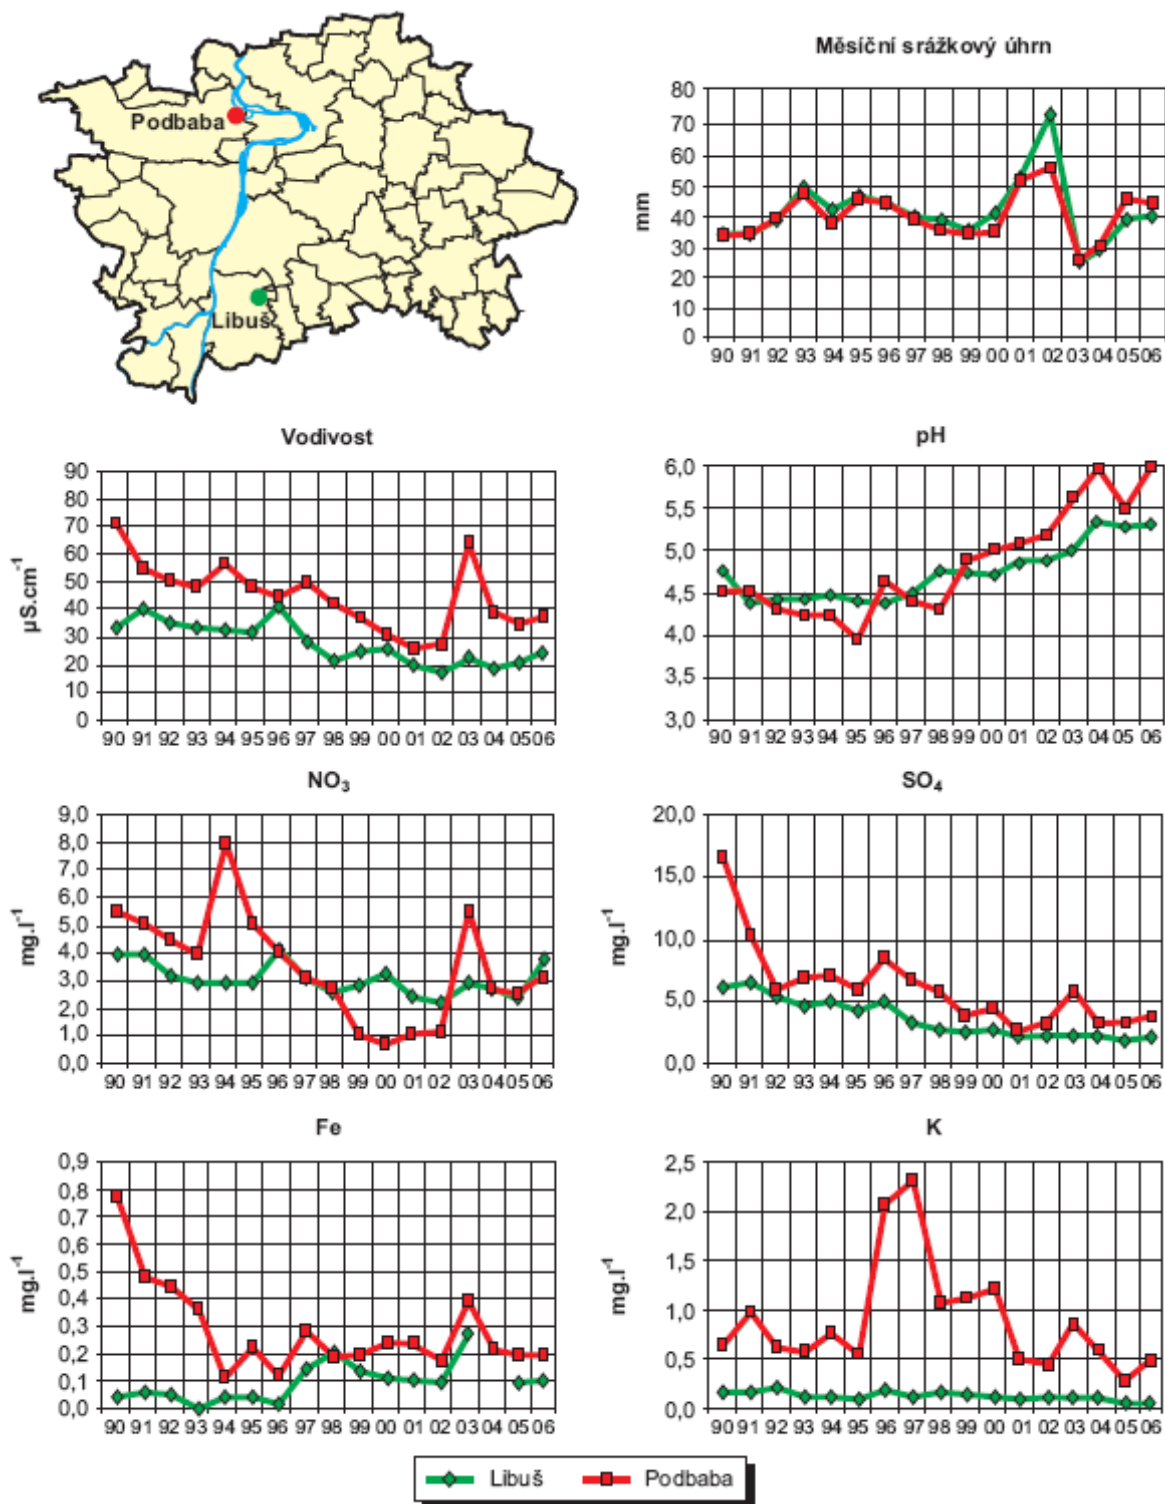 Podbaba
Libuš
Měsíční srážkový úhrn
mm
80
70
60
50
40
30
20
10
0
90 91 92 93 94 95 96 97 98 99 00 01 02 03 04 05 06
Vodivost
µS.cm⁻¹
90
80
70
60
50
40
30
20
10
0
90 91 92 93 94 95 96 97 98 99 00 01 02 03 04 05 06
pH
6,0
5,5
5,0
4,5
4,0
3,5
3,0
90 91 92 93 94 95 96 97 98 99 00 01 02 03 04 05 06
NO₃
mg.l⁻¹
9,0
8,0
7,0
6,0
5,0
4,0
3,0
2,0
1,0
0,0
90 91 92 93 94 95 96 97 98 99 00 01 02 03 04 05 06
SO₄
mg.l⁻¹
20,0
15,0
10,0
5,0
0,0
90 91 92 93 94 95 96 97 98 99 00 01 02 03 04 05 06
Fe
mg.l⁻¹
0,9
0,8
0,7
0,6
0,5
0,4
0,3
0,2
0,1
0,0
90 91 92 93 94 95 96 97 98 99 00 01 02 03 04 05 06
K
mg.l⁻¹
2,5
2,0
1,5
1,0
0,5
0,0
90 91 92 93 94 95 96 97 98 99 00 01 02 03 04 05 06
Libuš Podbaba